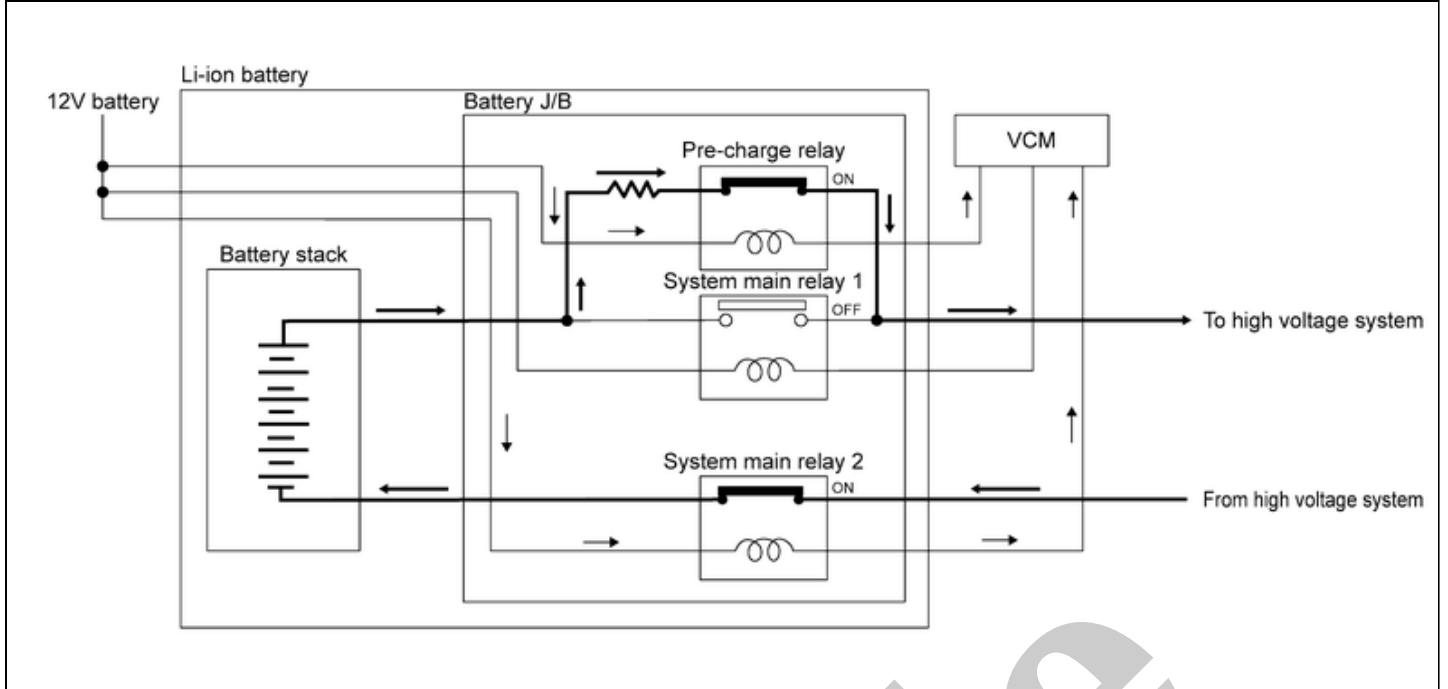 Li-ion battery
12V battery
Battery J/B
VCM
Pre-charge relay
ON
Battery stack
System main relay 1
OFF
To high voltage system
System main relay 2
ON
From high voltage system